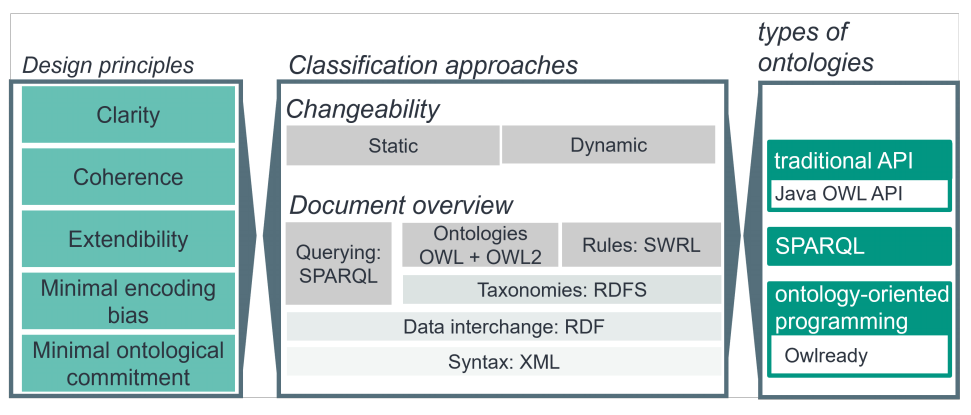 Design principles
Clarity
Coherence
Extendibility
Minimal encoding
bias
Minimal ontological
commitment
Classification approaches
Changeability
Static
Dynamic
Document overview
Querying:
SPARQL
Ontologies
OWL + OWL2
Rules: SWRL
Taxonomies: RDFS
Data interchange: RDF
Syntax: XML
types of
ontologies
traditional API
Java OWL API
SPARQL
ontology-oriented
programming
Owlready